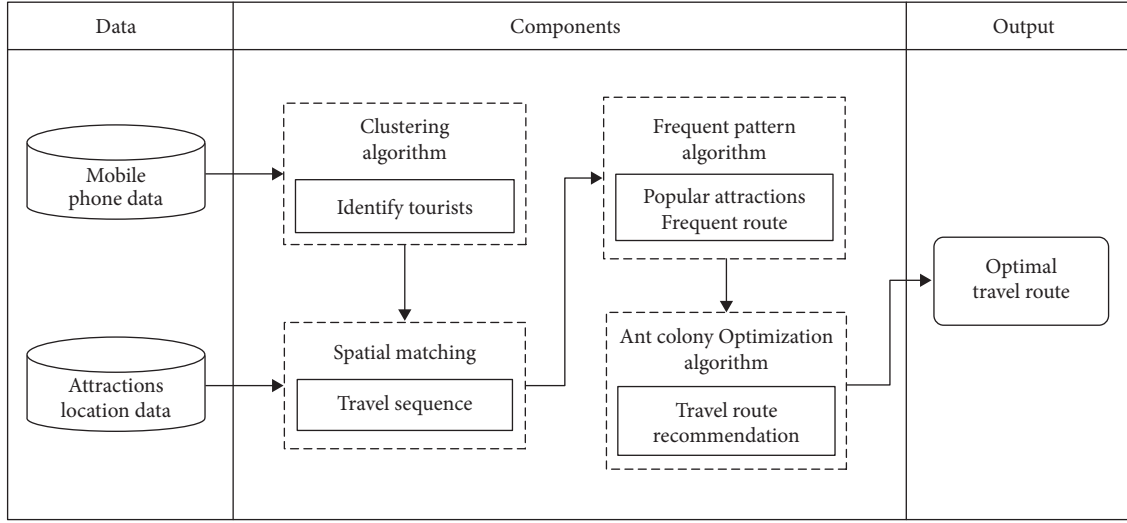 Data
Components
Output
Mobile
phone data
Attractions
location data
Clustering
algorithm
Identify tourists
Spatial matching
Travel sequence
Frequent pattern
algorithm
Popular attractions
Frequent route
Ant colony Optimization
algorithm
Travel route
recommendation
Optimal
travel route